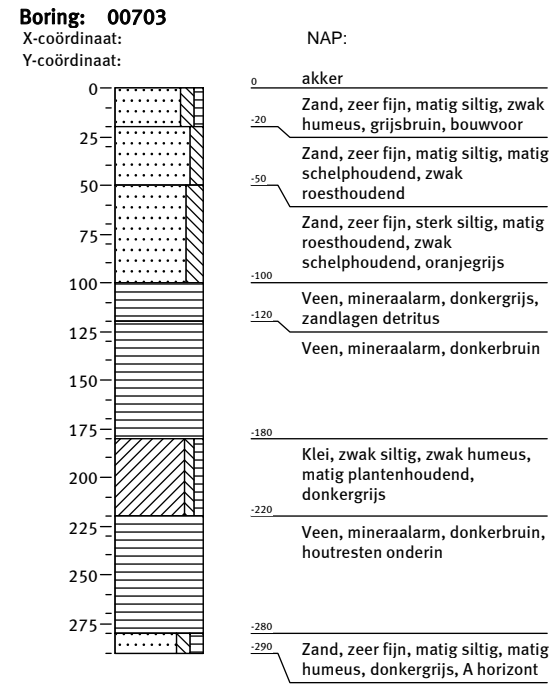 Boring: 00703
X-coördinaat:
NAP:
Y-coördinaat:
0
0
akker
Zand, zeer fijn, matig siltig, zwak
humeus, grijsbruin, bouwvoor
-20
25
Zand, zeer fijn, matig siltig, matig
schelphoudend, zwak
roesthoudend
50
-50
Zand, zeer fijn, sterk siltig, matig
roesthoudend, zwak
schelphoudend, oranjegrijs
75
100
-100
Veen, mineraalarm, donkergrijs,
zandlagen detritus
-120
125
Veen, mineraalarm, donkerbruin
150
175
-180
Klei, zwak siltig, zwak humeus,
matig plantenhoudend,
donkergrijs
200
-220
225
Veen, mineraalarm, donkerbruin,
houtresten onderin
250
275
-280
-290
Zand, zeer fijn, matig siltig, matig
humeus, donkergrijs, A horizont